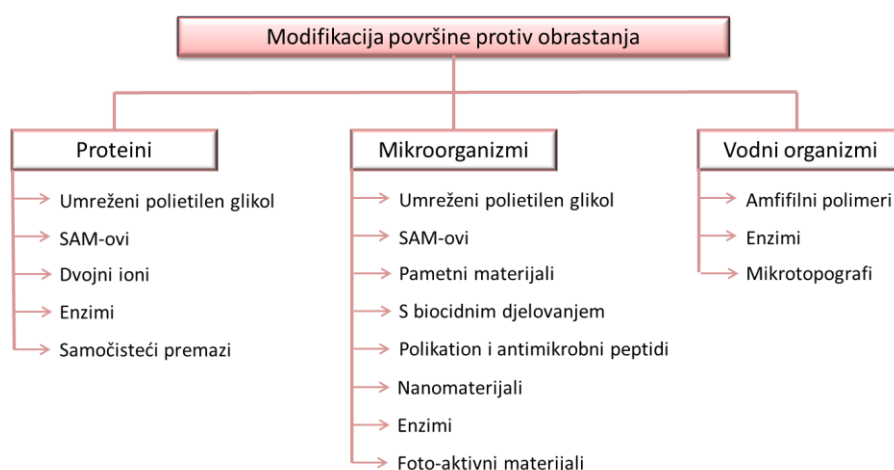 Modifikacija površine protiv obrastanja
Proteini
Umreženi polietilen glikol
SAM-ovi
Dvojni ioni
Enzimi
Samočisteći premazi
Mikroorganizmi
Umreženi polietilen glikol
SAM-ovi
Pametni materijali
S biocidnim djelovanjem
Polikation i antimikrobni peptidi
Nanomaterijali
Enzimi
Foto-aktivni materijali
Vodni organizmi
Amfifilni polimeri
Enzimi
Mikrotopografi